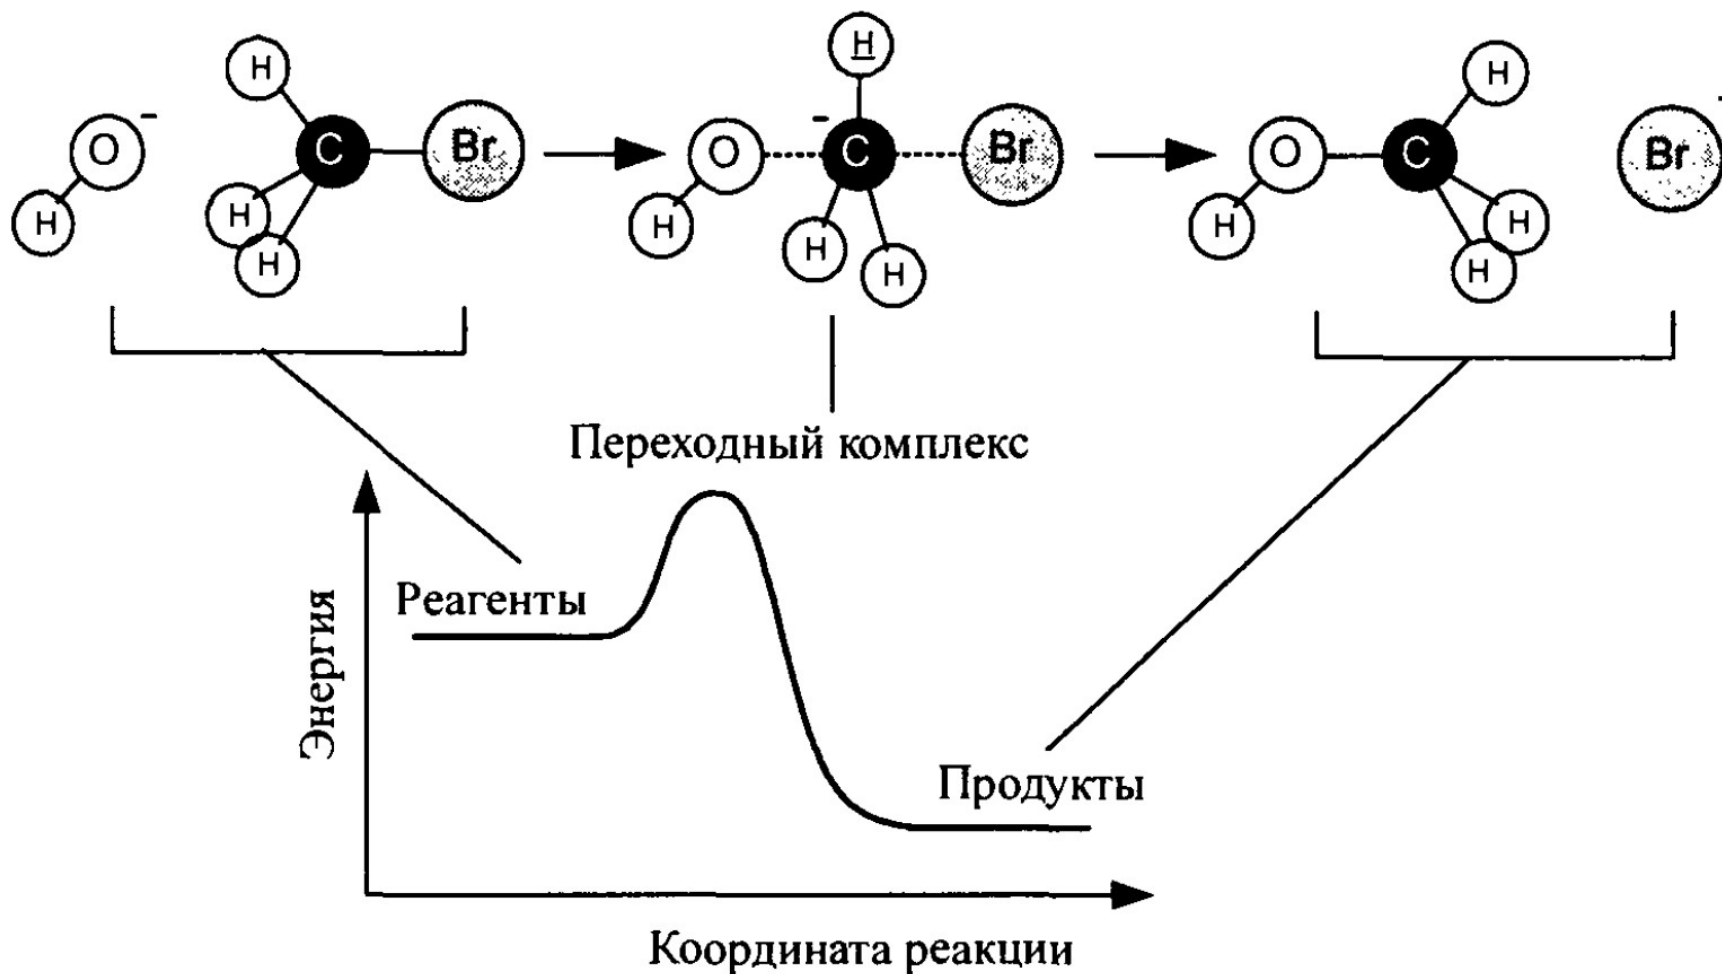 H
O -
H
C
Br
H
H
H
O
H
- C
Br
H
H
H
O
H
C
Br -
H
H
Переходный комплекс
Реагенты
Энергия
Продукты
Координата реакции